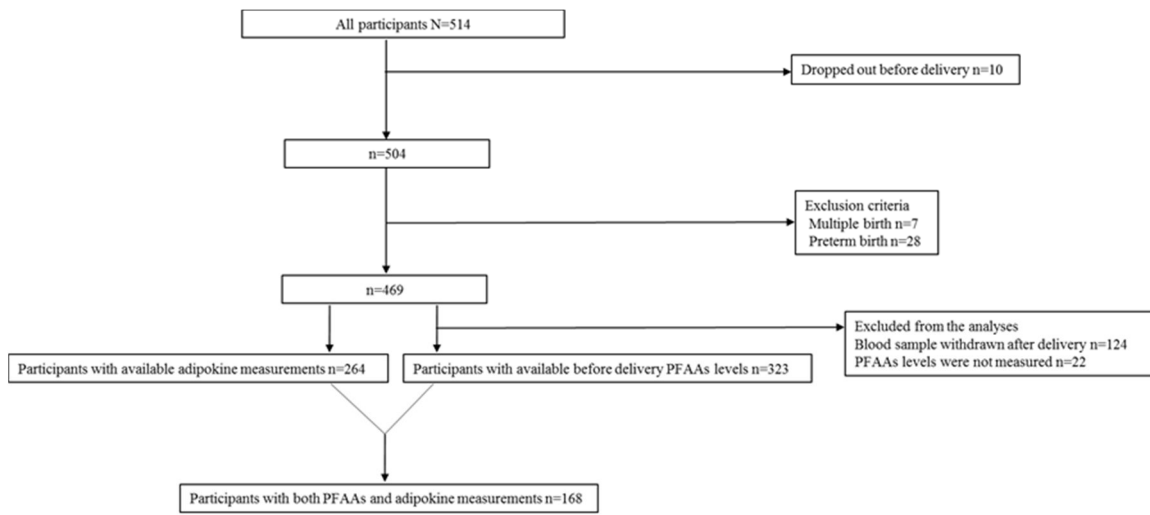 All participants N=514
Dropped out before delivery n=10
n=504
Exclusion criteria
Multiple birth n=7
Preterm birth n=28
n=469
Excluded from the analyses
Blood sample withdrawn after delivery n=124
PFAAs levels were not measured n=22
Participants with available adipokine measurements n=264
Participants with available before delivery PFAAs levels n=323
Participants with both PFAAs and adipokine measurements n=168